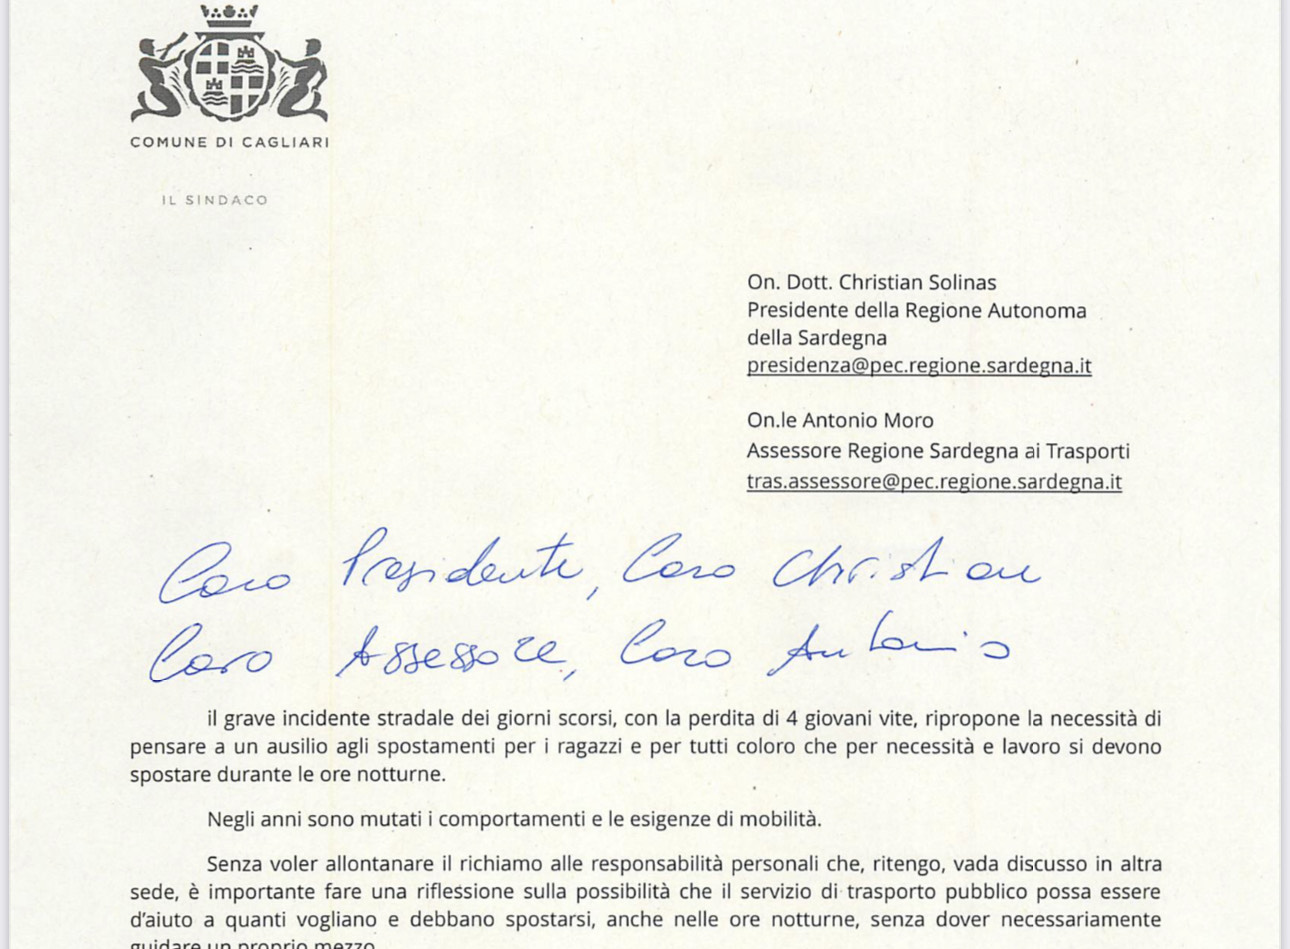 COMUNE DI CAGLIARI
IL SINDACO
On. Dott. Christian Solinas
Presidente della Regione Autonoma
della Sardegna
presidenza@pec.regione.sardegna.it
On.le Antonio Moro
Assessore Regione Sardegna ai Trasporti
tras.assessore@pec.regione.sardegna.it
Caro Presidente, Caro Christian
Caro Assessore, Caro Antonio
il grave incidente stradale dei giorni scorsi, con la perdita di 4 giovani vite, ripropone la necessità di
pensare a un ausilio agli spostamenti per i ragazzi e per tutti coloro che per necessità e lavoro si devono
spostare durante le ore notturne.
Negli anni sono mutati i comportamenti e le esigenze di mobilità.
Senza voler allontanare il richiamo alle responsabilità personali che, ritengo, vada discusso in altra
sede, è importante fare una riflessione sulla possibilità che il servizio di trasporto pubblico possa essere
d'aiuto a quanti vogliano e debbano spostarsi, anche nelle ore notturne, senza dover necessariamente
guidare un proprio mezzo.